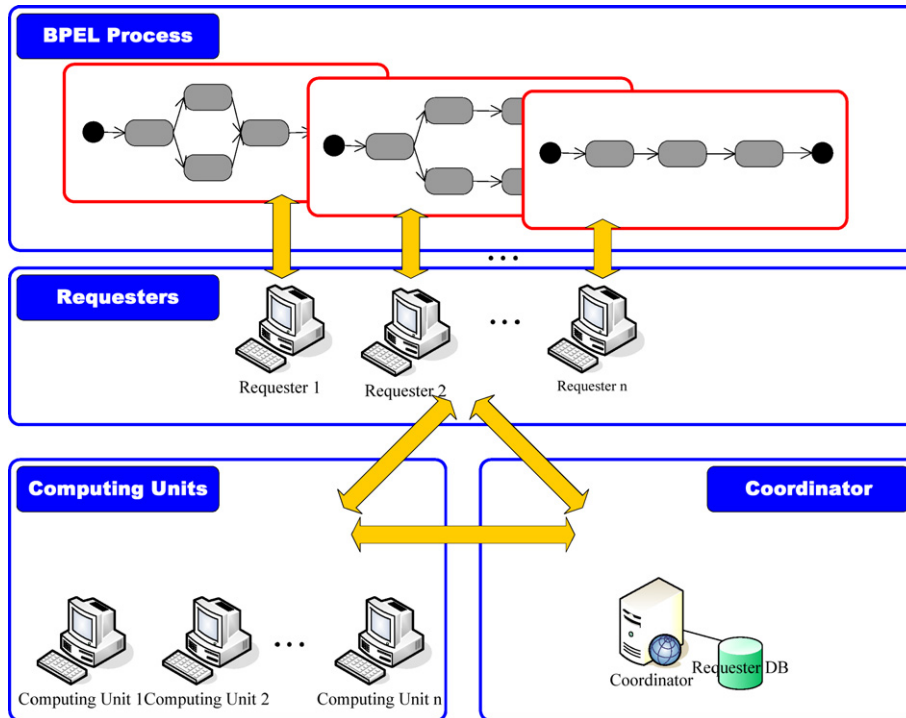 BPEL Process
...
Requesters
...
Requester 1
Requester 2
Requester n
Computing Units
Coordinator
...
Computing Unit 1
Computing Unit 2
Computing Unit n
Coordinator
Requester DB